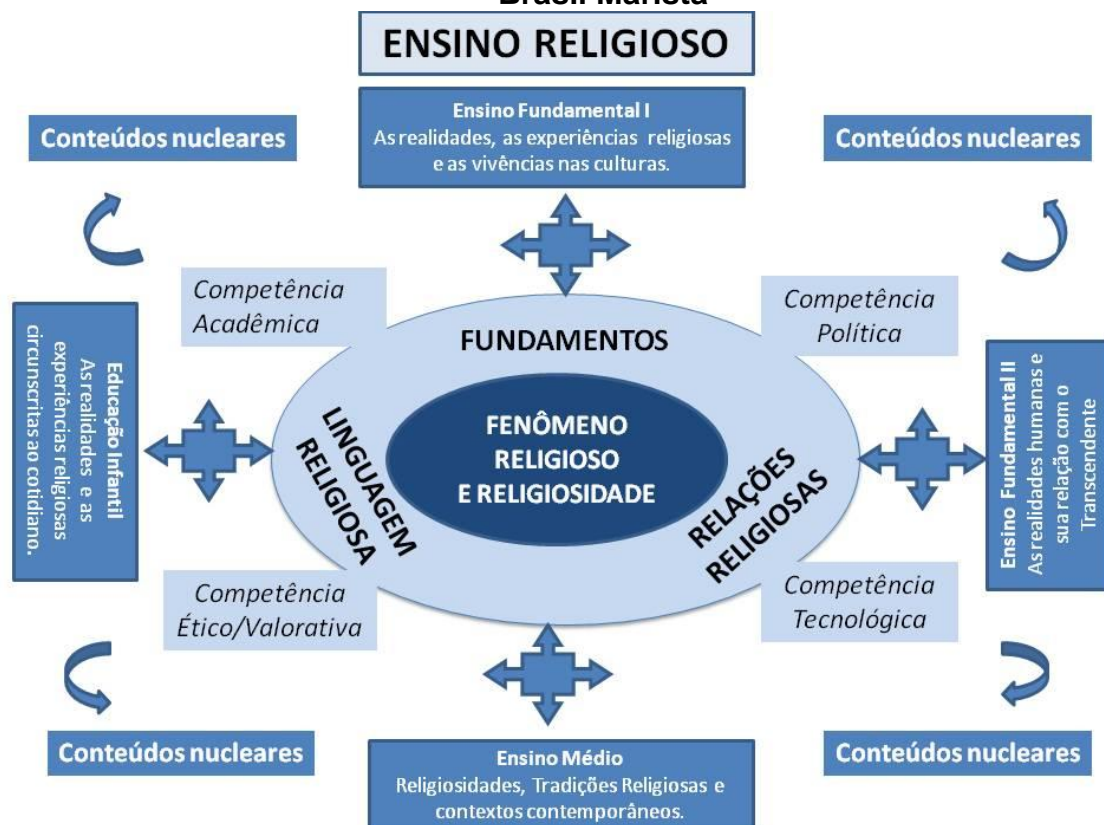 Brasil Marista
ENSINO RELIGIOSO
Ensino Fundamental I
As realidades, as experiências religiosas
e as vivências nas culturas.
Conteúdos nucleares
Conteúdos nucleares
Competência
Acadêmica
Competência
Política
FUNDAMENTOS
LINGUAGEM
RELIGIOSA
FENÔMENO
RELIGIOSO
E RELIGIOSIDADE
RELAÇÕES
RELIGIOSAS
Educação Infantil
As realidades e as
experiências religiosas
circunscritas ao cotidiano.
Ensino Fundamental II
As realidades humanas e
sua relação com o
Transcendente
Competência
Ético/Valorativa
Competência
Tecnológica
Conteúdos nucleares
Conteúdos nucleares
Ensino Médio
Religiosidades, Tradições Religiosas e
contextos contemporâneos.